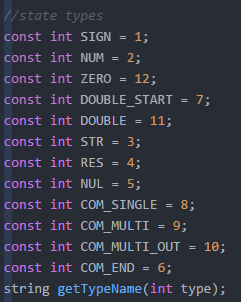 //state types
const int SIGN = 1;
const int NUM = 2;
const int ZERO = 12;
const int DOUBLE_START = 7;
const int DOUBLE = 11;
const int STR = 3;
const int RES = 4;
const int NUL = 5;
const int COM_SINGLE = 8;
const int COM_MULTI = 9;
const int COM_MULTI_OUT = 10;
const int COM_END = 6;
string getTypeName(int type);